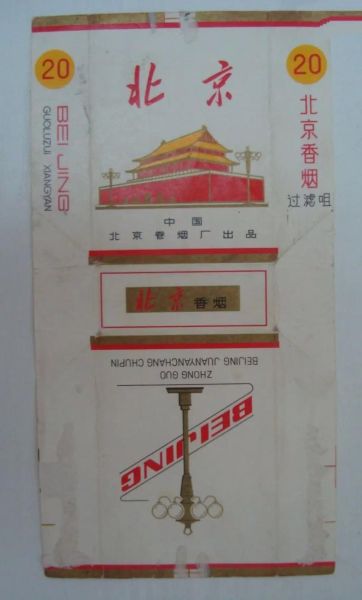 20
BEI JING
GUOLUZUI XIANGYAN
北京
中国
北京卷烟厂出品
20
北京香烟
过滤咀
北京 香烟
ZHONG GUO
BEIJING JUANYANCHANG CHUPIN
BEIJING